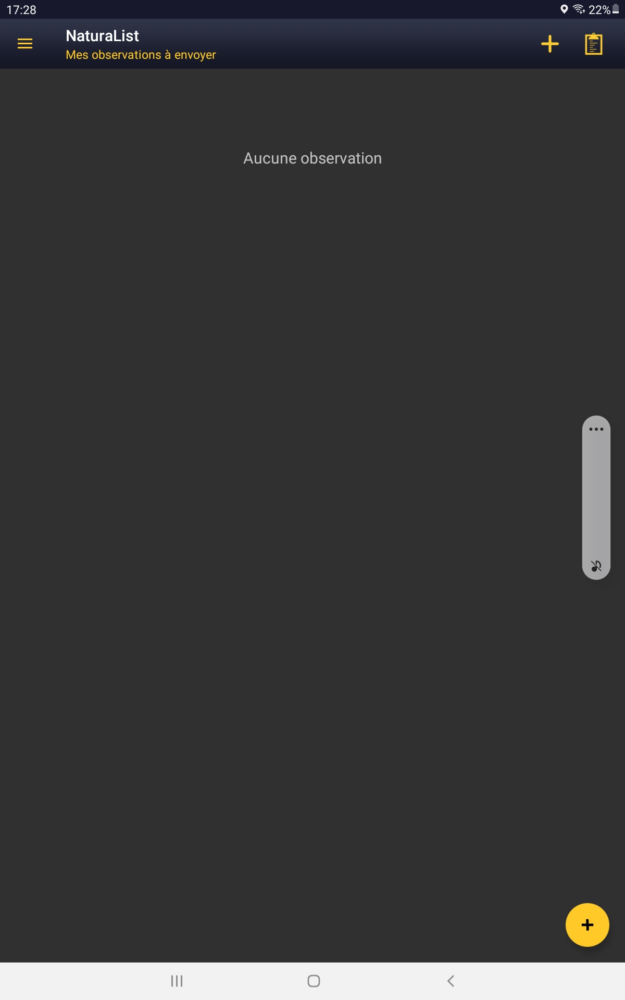 17:28
22%
NaturaList
Mes observations à envoyer
Aucune observation